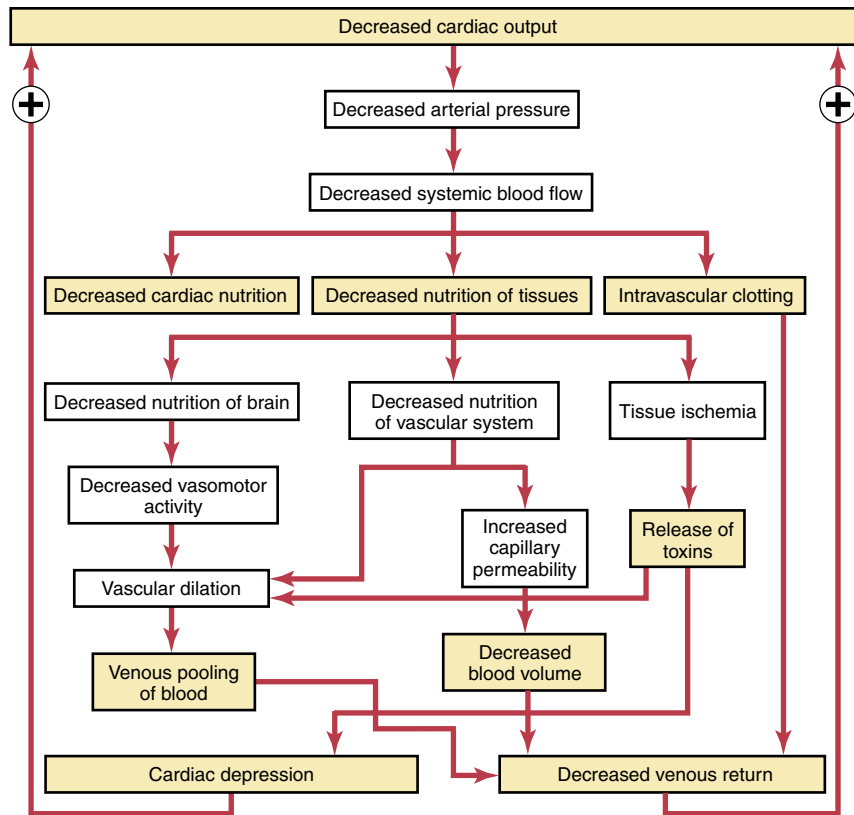 Decreased cardiac output
+
+
Decreased arterial pressure
Decreased systemic blood flow
Decreased cardiac nutrition
Decreased nutrition of tissues
Intravascular clotting
Decreased nutrition of brain
Decreased nutrition
of vascular system
Tissue ischemia
Decreased vasomotor
activity
Increased
capillary
permeability
Release of
toxins
Vascular dilation
Venous pooling
of blood
Decreased
blood volume
Cardiac depression
Decreased venous return